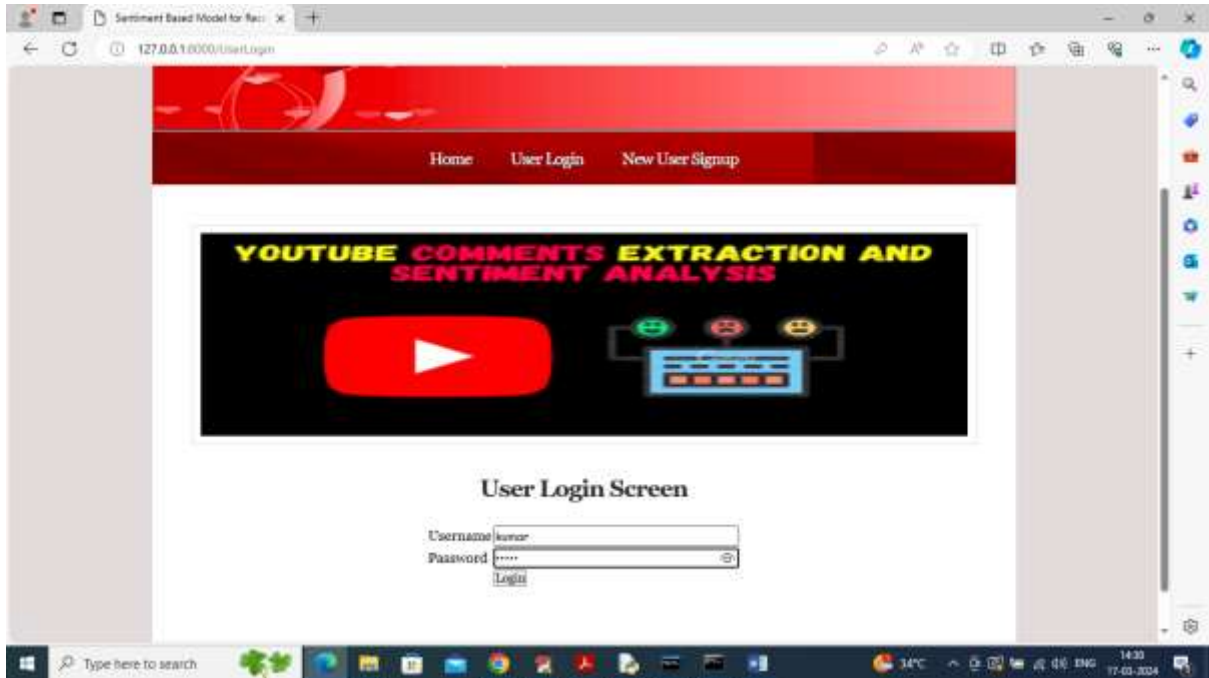 Sentiment Based Model for Rec
127.0.0.1:8000/UserLogin
Home User Login New User Signup
YOUTUBE COMMENTS EXTRACTION AND
SENTIMENT ANALYSIS
User Login Screen
Username kumar
Password •••••
Login
Type here to search
34°C ENG
14:30
17-03-2024